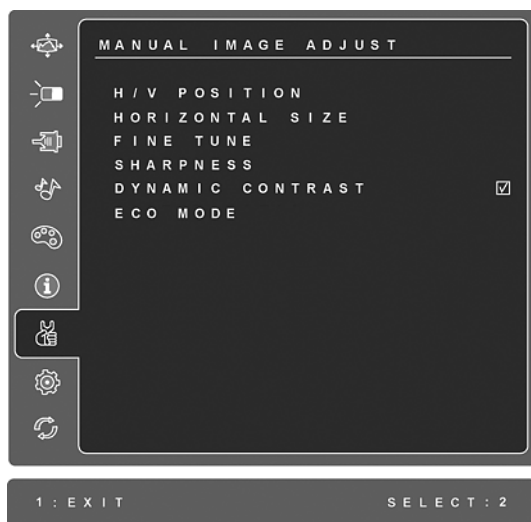 MANUAL IMAGE ADJUST
H/V POSITION
HORIZONTAL SIZE
FINE TUNE
SHARPNESS
DYNAMIC CONTRAST
ECO MODE
1:EXIT SELECT:2